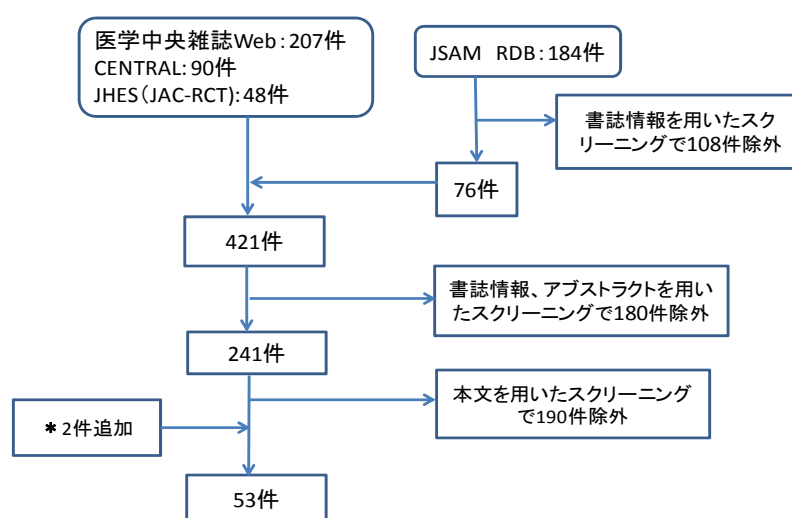 医学中央雑誌Web：207件
CENTRAL：90件
JHES（JAC-RCT）：48件
JSAM　RDB：184件
書誌情報を用いたスク
リーニングで108件除外
76件
421件
書誌情報、アブストラクトを用い
たスクリーニングで180件除外
241件
本文を用いたスクリーニング
で190件除外
＊2件追加
53件